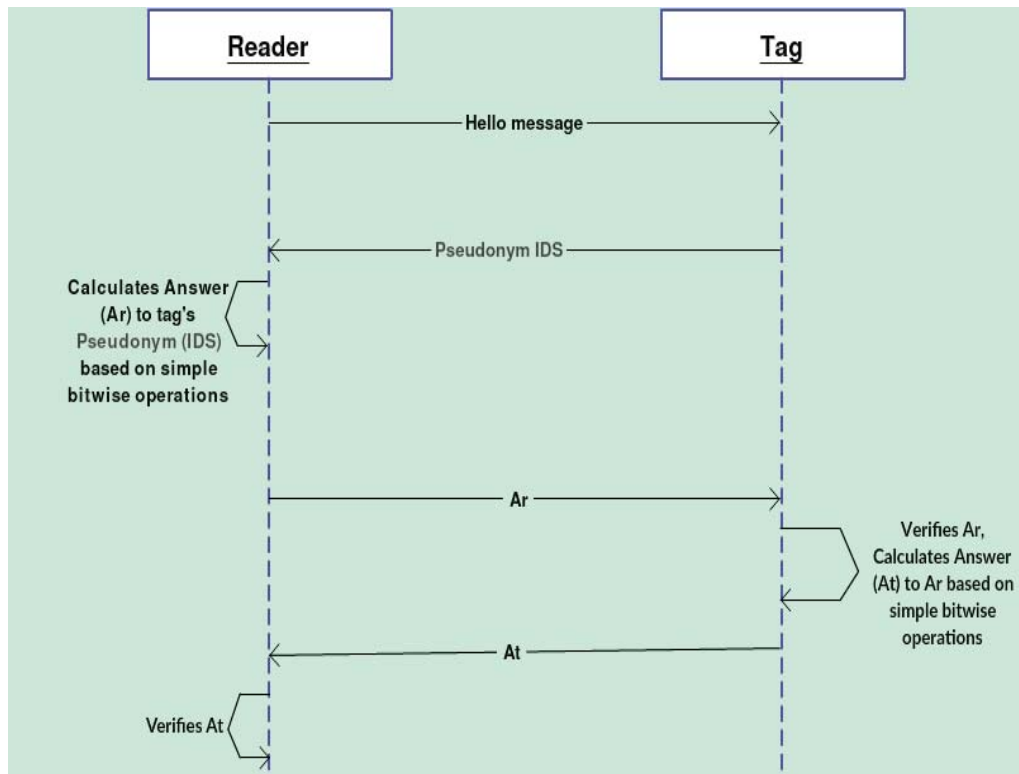 Reader
Tag
Hello message
Pseudonym IDS
Calculates Answer
(Ar) to tag's
Pseudonym (IDS)
based on simple
bitwise operations
Ar
Verifies Ar,
Calculates Answer
(At) to Ar based on
simple bitwise
operations
At
Verifies At